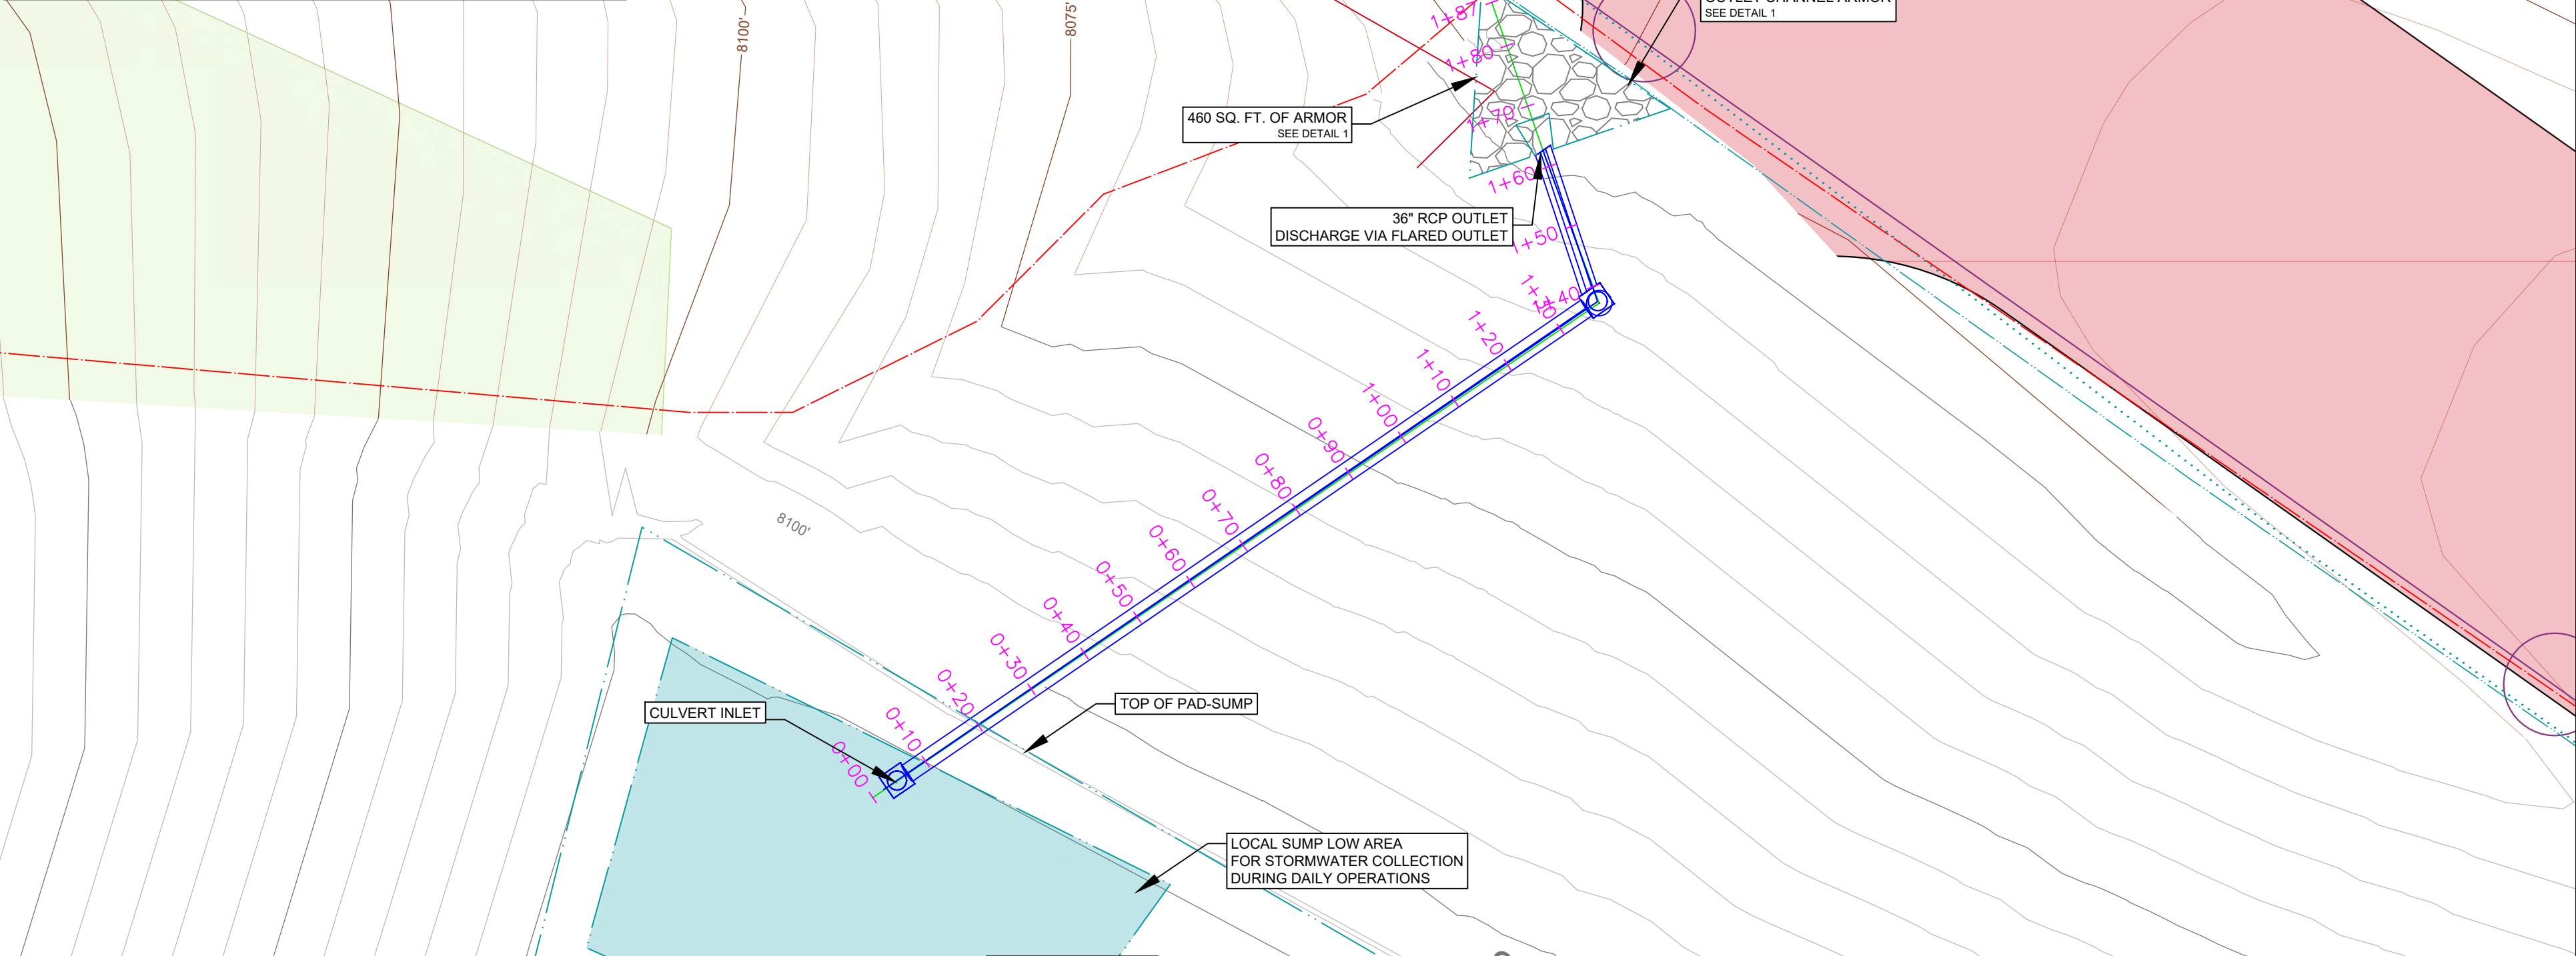 8100'
8075'
1+87
OUTLET CHANNEL ARMOR
SEE DETAIL 1
1+80
460 SQ. FT. OF ARMOR
SEE DETAIL 1
1+70
1+60
36" RCP OUTLET
DISCHARGE VIA FLARED OUTLET
1+50
1+40
1+20
1+10
1+00
0+90
0+80
0+70
0+60
0+50
0+40
0+30
0+20
0+10
0+00
8100'
CULVERT INLET
TOP OF PAD-SUMP
LOCAL SUMP LOW AREA
FOR STORMWATER COLLECTION
DURING DAILY OPERATIONS